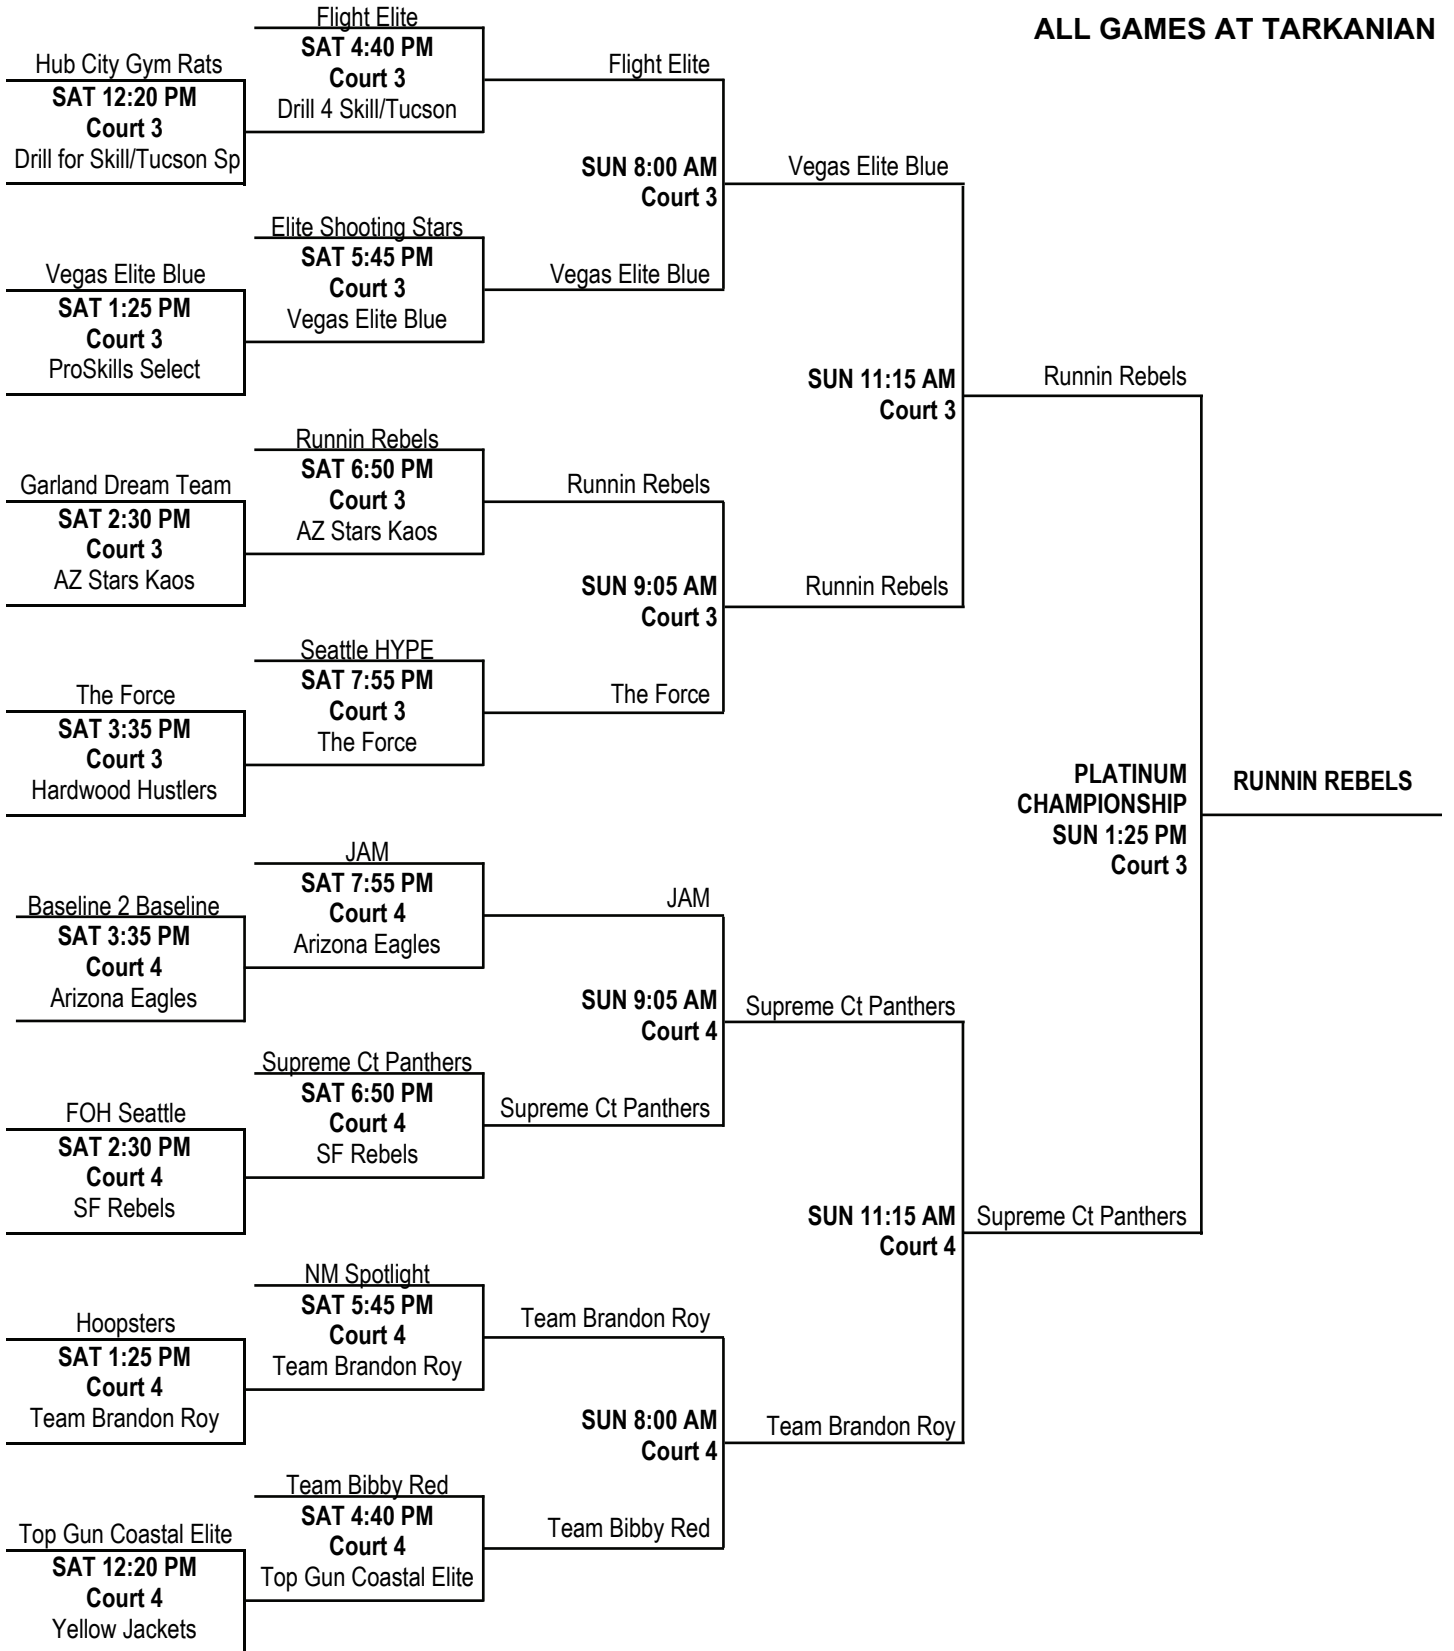 ALL GAMES AT TARKANIAN
Flight Elite
SAT 4:40 PM
Court 3
Drill 4 Skill/Tucson
Hub City Gym Rats
SAT 12:20 PM
Court 3
Drill for Skill/Tucson Sp
Flight Elite
SUN 8:00 AM
Court 3
Vegas Elite Blue
Elite Shooting Stars
SAT 5:45 PM
Court 3
Vegas Elite Blue
Vegas Elite Blue
SAT 1:25 PM
Court 3
ProSkills Select
Vegas Elite Blue
SUN 11:15 AM
Court 3
Runnin Rebels
Runnin Rebels
SAT 6:50 PM
Court 3
AZ Stars Kaos
Garland Dream Team
SAT 2:30 PM
Court 3
AZ Stars Kaos
Runnin Rebels
SUN 9:05 AM
Court 3
Runnin Rebels
Seattle HYPE
SAT 7:55 PM
Court 3
The Force
The Force
SAT 3:35 PM
Court 3
Hardwood Hustlers
The Force
PLATINUM
CHAMPIONSHIP
SUN 1:25 PM
Court 3
RUNNIN REBELS
JAM
SAT 7:55 PM
Court 4
Arizona Eagles
Baseline 2 Baseline
SAT 3:35 PM
Court 4
Arizona Eagles
JAM
SUN 9:05 AM
Court 4
Supreme Ct Panthers
Supreme Ct Panthers
SAT 6:50 PM
Court 4
SF Rebels
FOH Seattle
SAT 2:30 PM
Court 4
SF Rebels
Supreme Ct Panthers
SUN 11:15 AM
Court 4
Supreme Ct Panthers
NM Spotlight
SAT 5:45 PM
Court 4
Team Brandon Roy
Hoopsters
SAT 1:25 PM
Court 4
Team Brandon Roy
Team Brandon Roy
SUN 8:00 AM
Court 4
Team Brandon Roy
Team Bibby Red
SAT 4:40 PM
Court 4
Top Gun Coastal Elite
Top Gun Coastal Elite
SAT 12:20 PM
Court 4
Yellow Jackets
Team Bibby Red